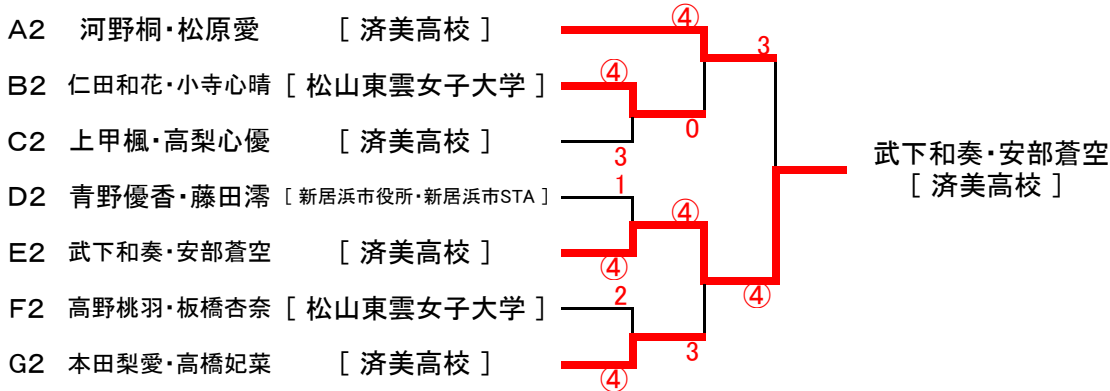 A2 河野桐・松原愛 [ 済美高校 ]
B2 仁田和花・小寺心晴 [ 松山東雲女子大学 ]
C2 上甲楓・高梨心優 [ 済美高校 ]
D2 青野優香・藤田澪 [ 新居浜市役所・新居浜市STA ]
E2 武下和奏・安部蒼空 [ 済美高校 ]
F2 高野桃羽・板橋杏奈 [ 松山東雲女子大学 ]
G2 本田梨愛・高橋妃菜 [ 済美高校 ]
④
3
④
0
3
1
④
④
④
2
3
④
武下和奏・安部蒼空
[ 済美高校 ]